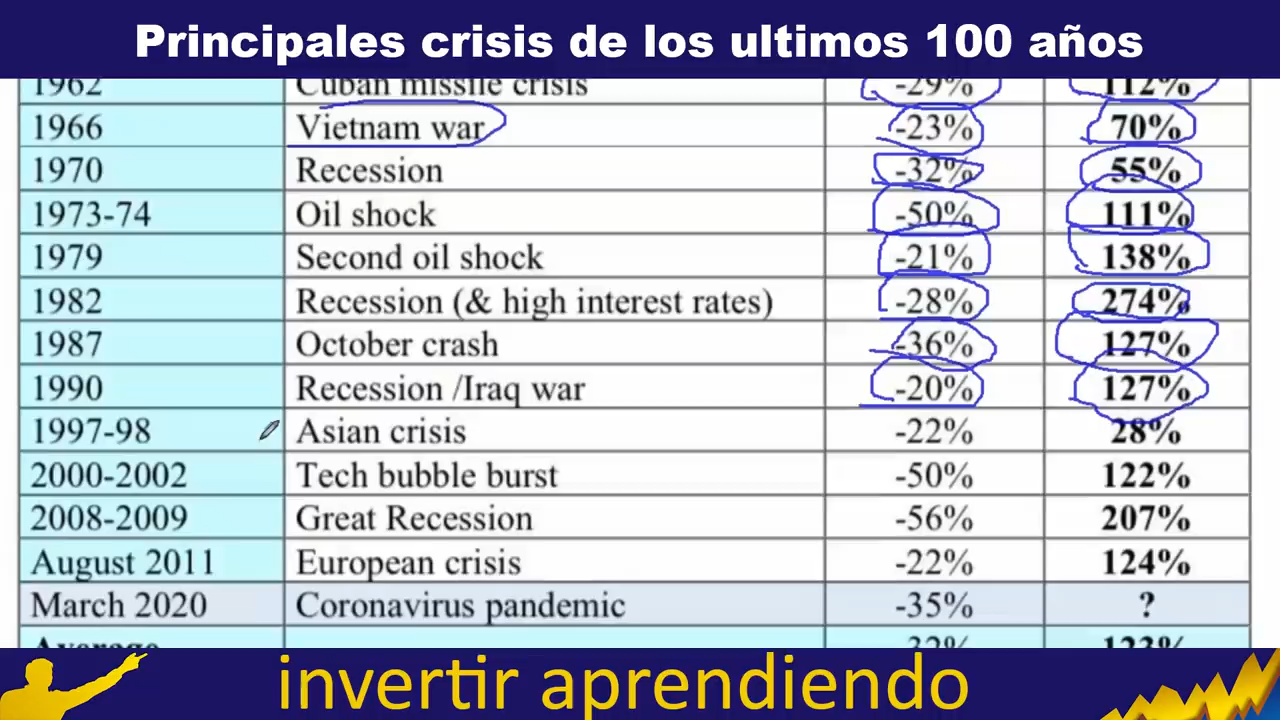 Principales crisis de los ultimos 100 años
1962 Cuban missile crisis -29% 112%
1966 Vietnam war -23% 70%
1970 Recession -32% 55%
1973-74 Oil shock -50% 111%
1979 Second oil shock -21% 138%
1982 Recession (& high interest rates) -28% 274%
1987 October crash -36% 127%
1990 Recession /Iraq war -20% 127%
1997-98 Asian crisis -22% 28%
2000-2002 Tech bubble burst -50% 122%
2008-2009 Great Recession -56% 207%
August 2011 European crisis -22% 124%
March 2020 Coronavirus pandemic -35% ?
Average -32% 123%
invertir aprendiendo